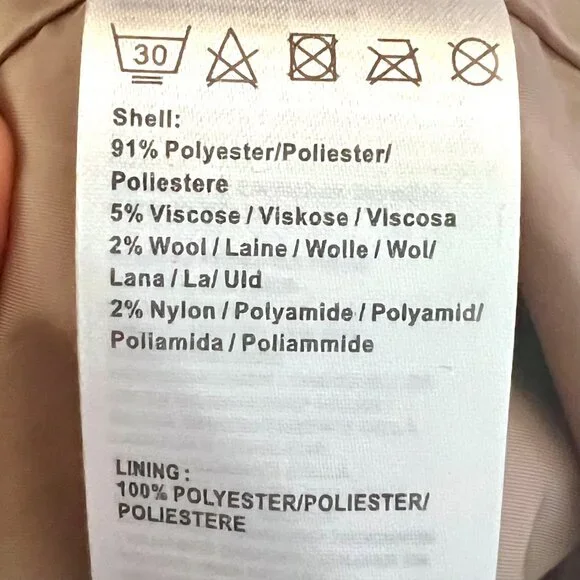 30
Shell:
91% Polyester/Poliester/
Poliestere
5% Viscose / Viskose / Viscosa
2% Wool / Laine / Wolle / Wol/
Lana / La/ Uld
2% Nylon / Polyamide / Polyamid/
Poliamida / Poliammide
LINING :
100% POLYESTER/POLIESTER/
POLIESTERE